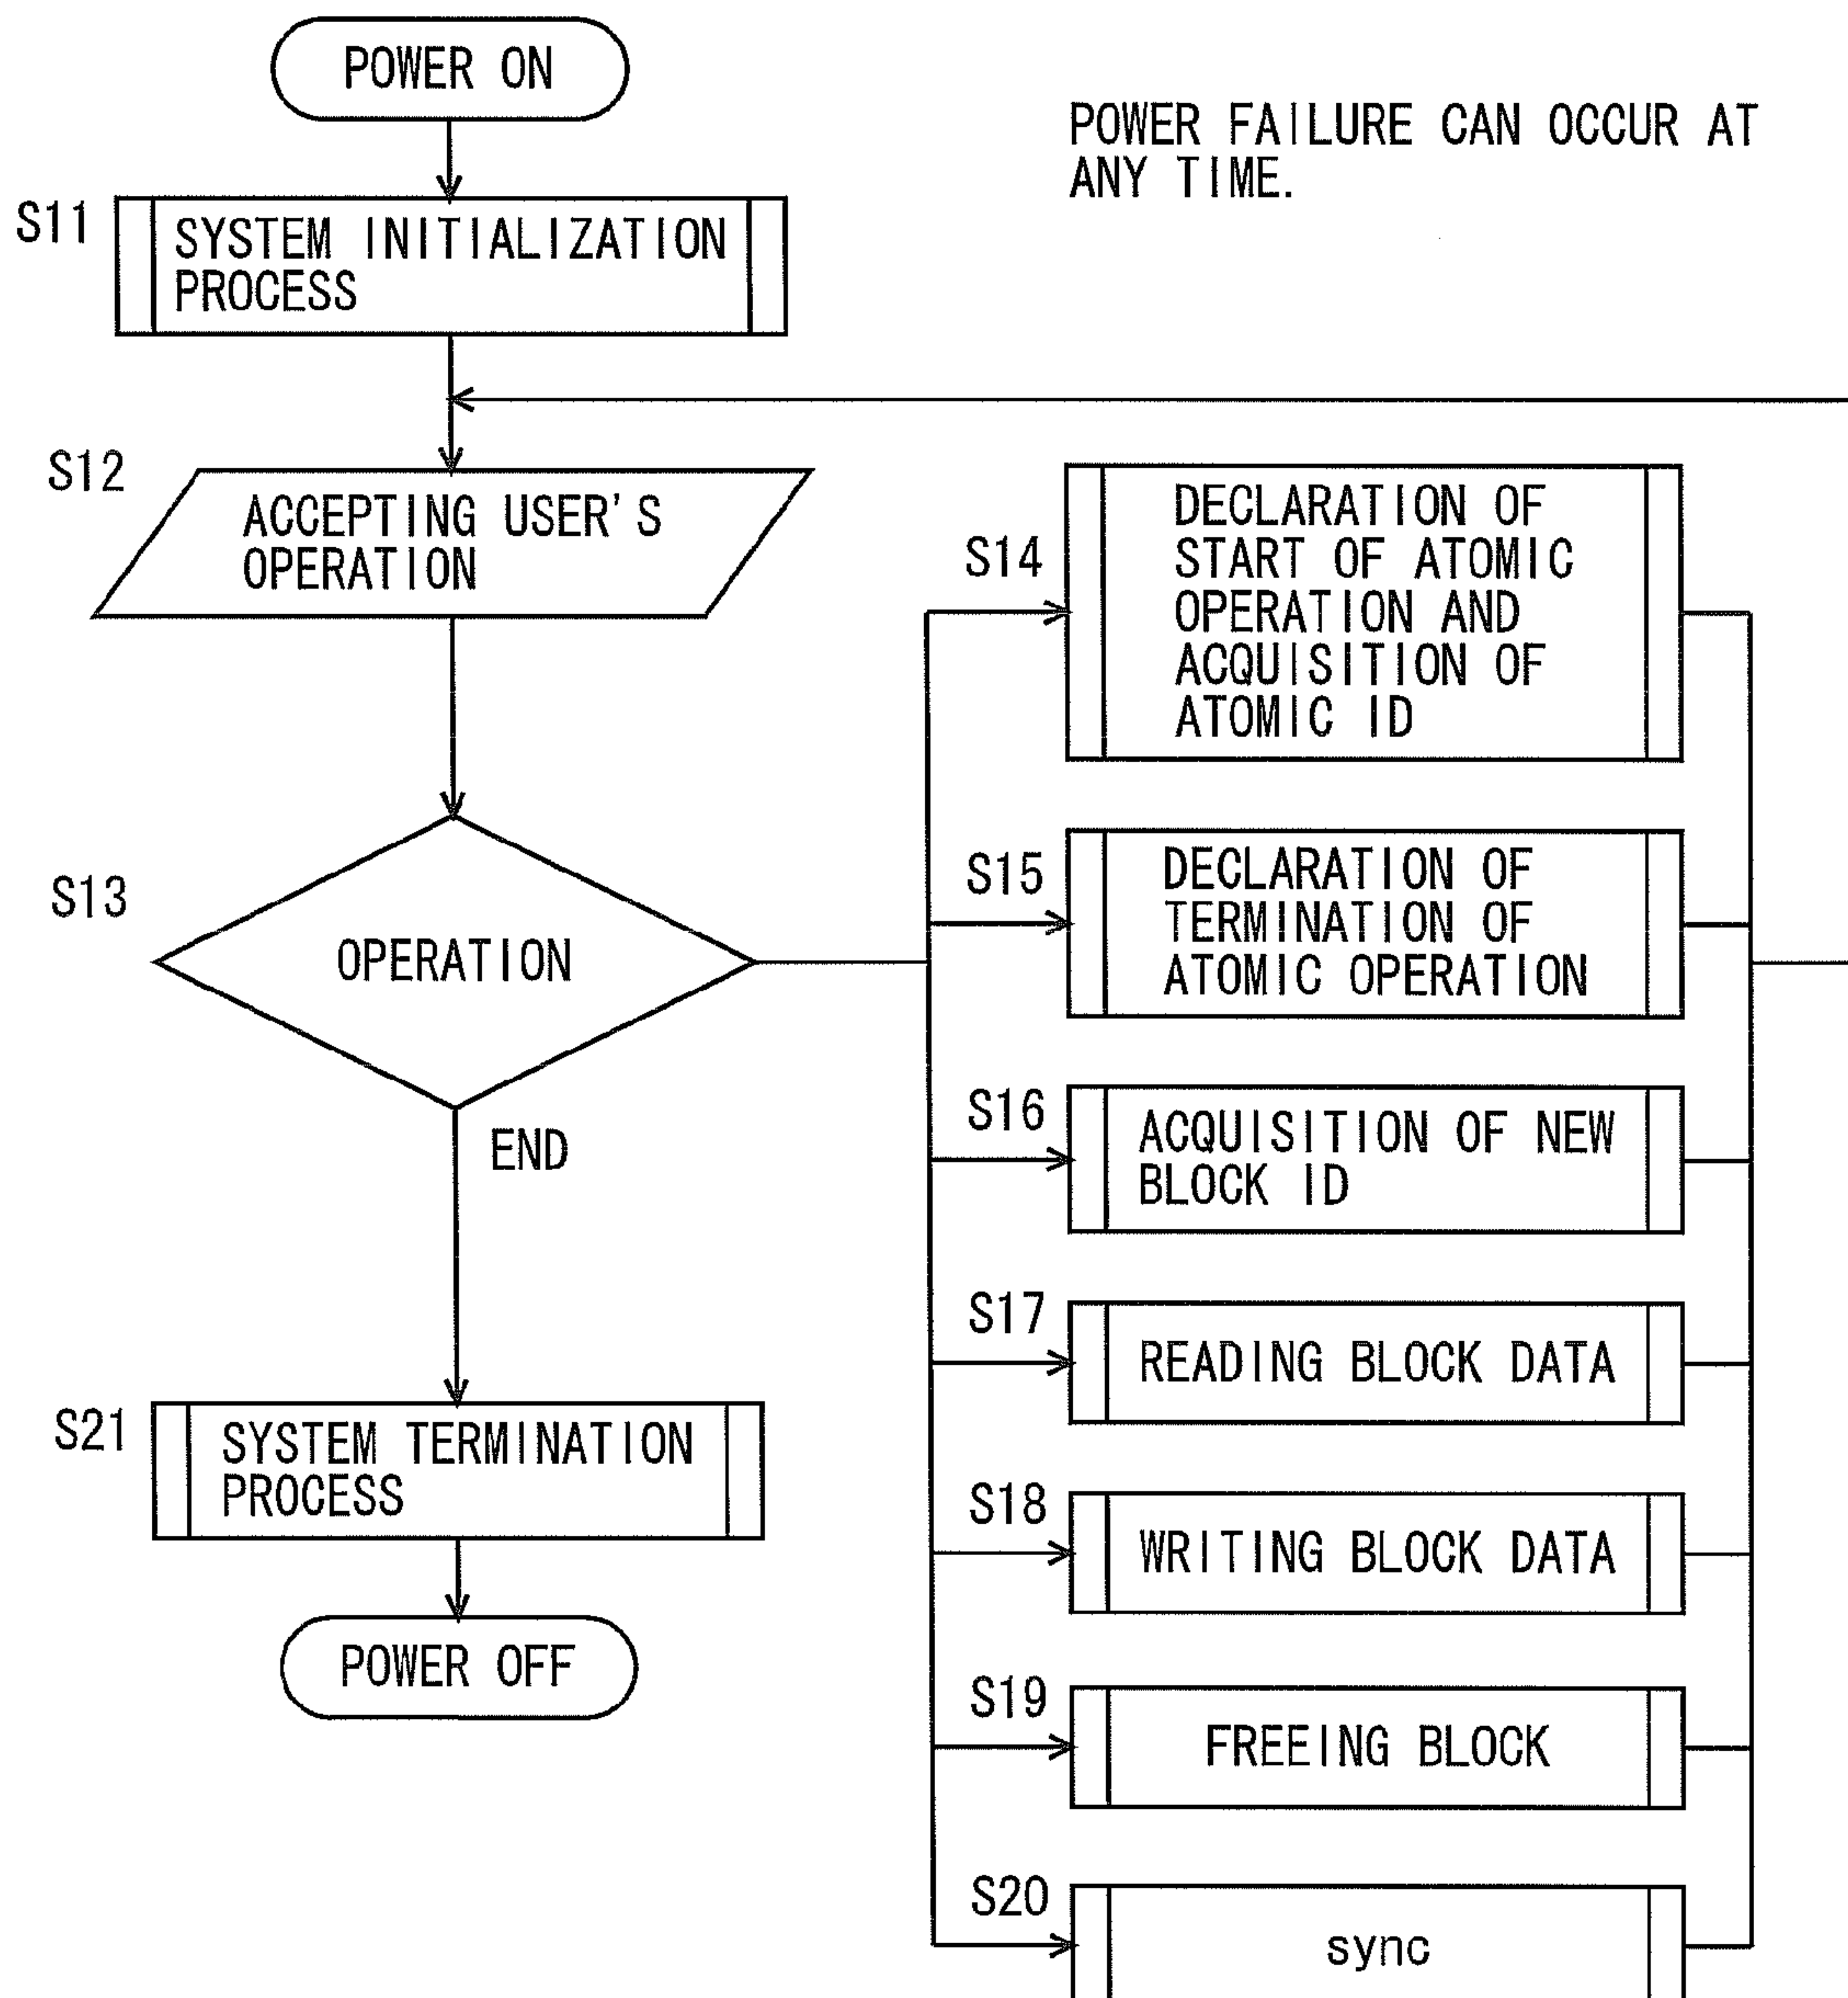 POWER ON
POWER FAILURE CAN OCCUR AT
ANY TIME.
S11
SYSTEM INITIALIZATION
PROCESS
S12
ACCEPTING USER'S
OPERATION
S13
OPERATION
END
S14
DECLARATION OF
START OF ATOMIC
OPERATION AND
ACQUISITION OF
ATOMIC ID
S15
DECLARATION OF
TERMINATION OF
ATOMIC OPERATION
S16
ACQUISITION OF NEW
BLOCK ID
S17
READING BLOCK DATA
S18
WRITING BLOCK DATA
S19
FREEING BLOCK
S20
sync
S21
SYSTEM TERMINATION
PROCESS
POWER OFF